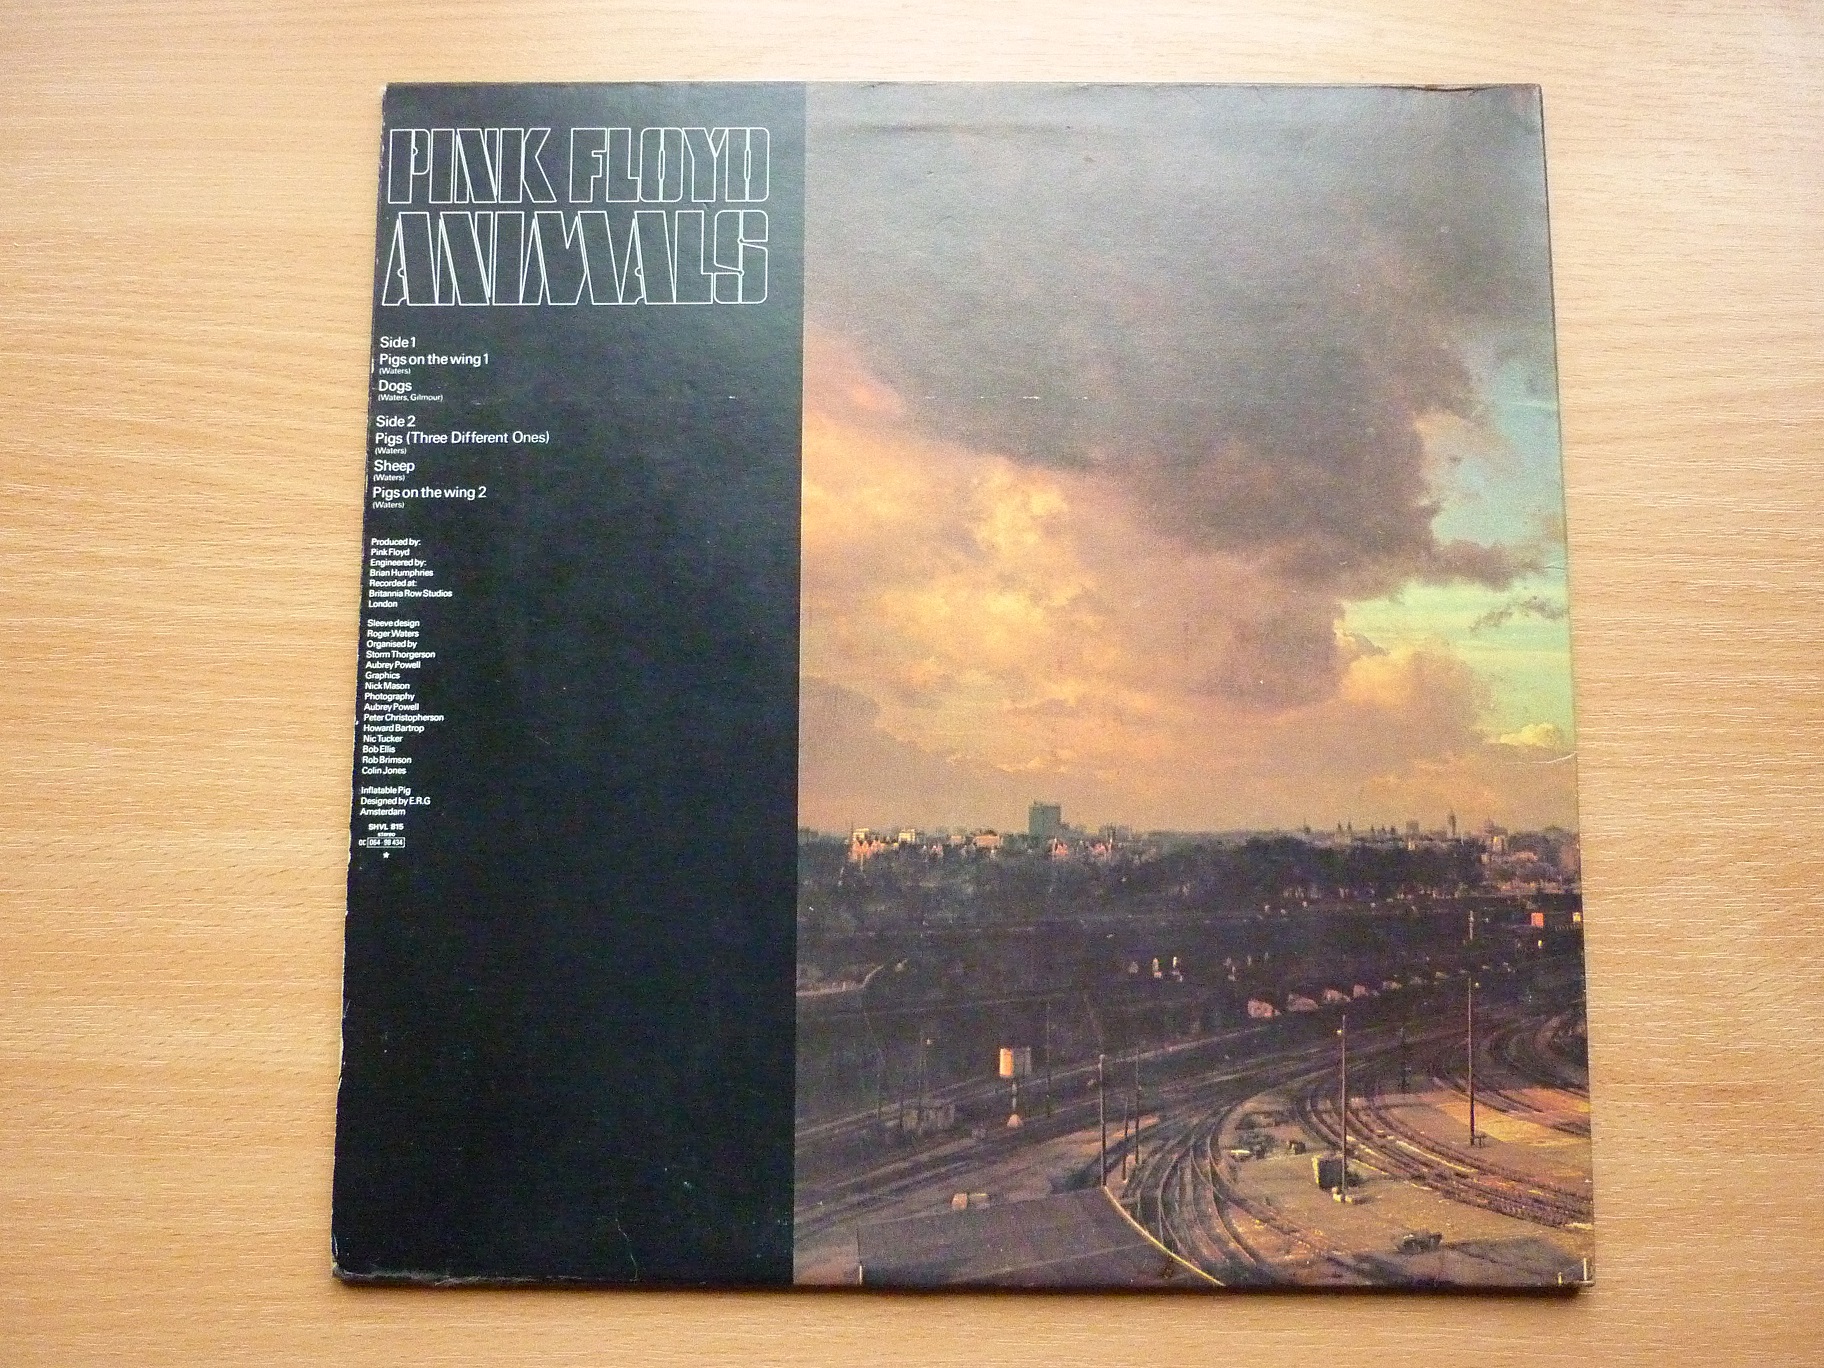 PINK FLOYD
ANIMALS
Side 1
Pigs on the wing 1
(Waters)
Dogs
(Waters, Gilmour)
Side 2
Pigs (Three Different Ones)
(Waters)
Sheep
(Waters)
Pigs on the wing 2
(Waters)
Produced by:
Pink Floyd
Engineered by:
Brian Humphries
Recorded at:
Britannia Row Studios
London
Sleeve design
Roger Waters
Organised by
Storm Thorgerson
Aubrey Powell
Graphics
Nick Mason
Photography
Aubrey Powell
Peter Christopherson
Howard Bartrop
Nic Tucker
Bob Ellis
Rob Brimson
Colin Jones
Inflatable Pig
Designed by E.R.G
Amsterdam
SHVL 815
stereo
OC 064-98 434